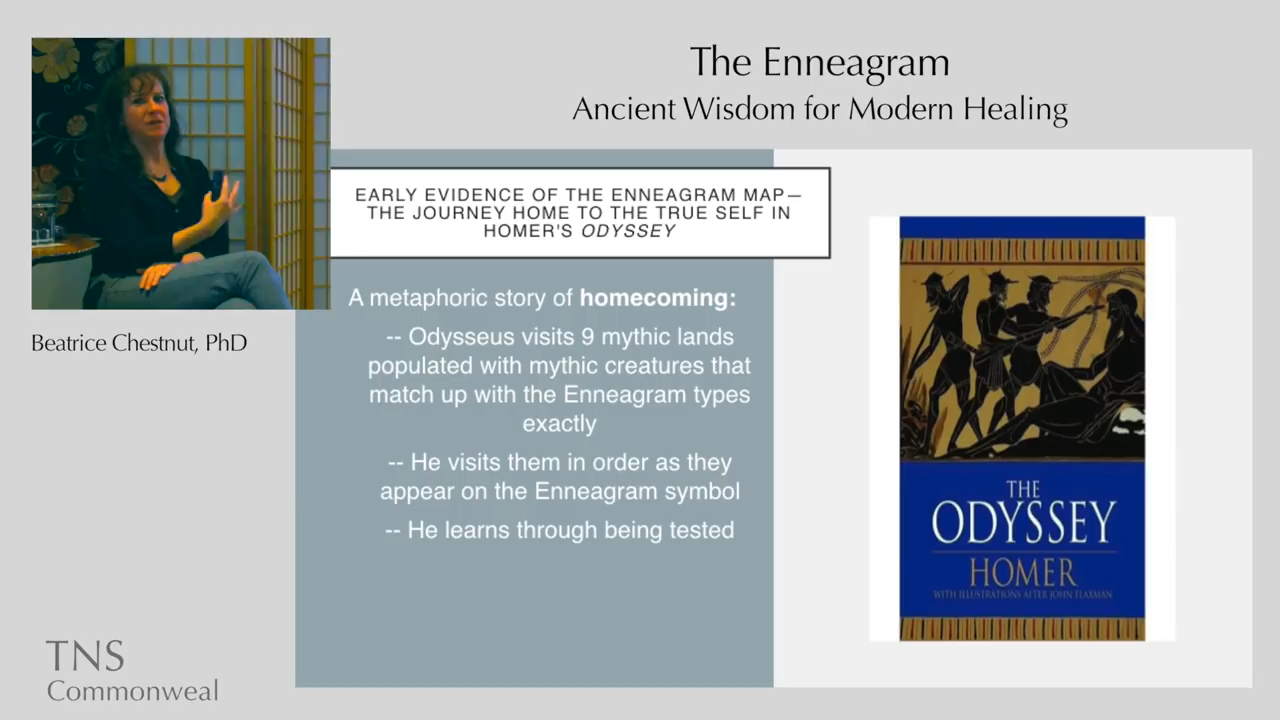 The Enneagram
Ancient Wisdom for Modern Healing
EARLY EVIDENCE OF THE ENNEAGRAM MAP—
THE JOURNEY HOME TO THE TRUE SELF IN
HOMER'S ODYSSEY
A metaphoric story of homecoming:
-- Odysseus visits 9 mythic lands
populated with mythic creatures that
match up with the Enneagram types
exactly
-- He visits them in order as they
appear on the Enneagram symbol
-- He learns through being tested
THE
ODYSSEY
HOMER
WITH ILLUSTRATIONS AFTER JOHN FLAXMAN
Beatrice Chestnut, PhD
TNS
Commonweal